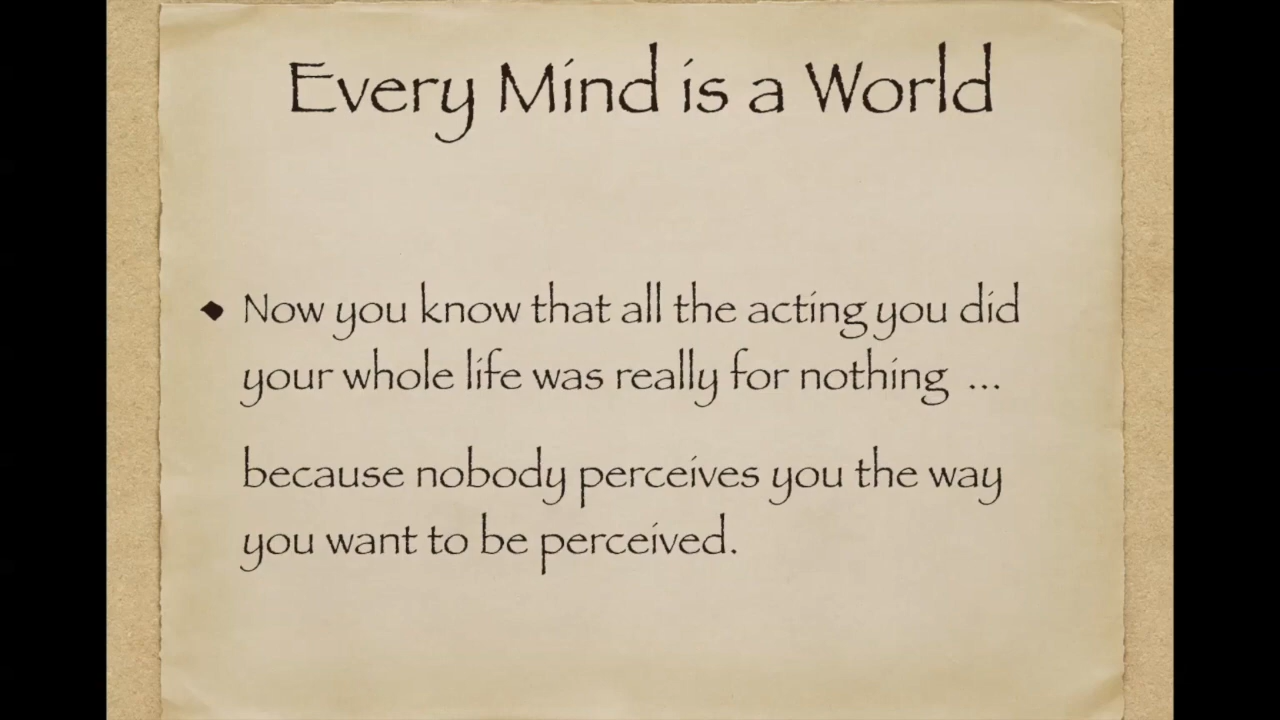 Every Mind is a World
◆ Now you know that all the acting you did
your whole life was really for nothing ...
because nobody perceives you the way
you want to be perceived.